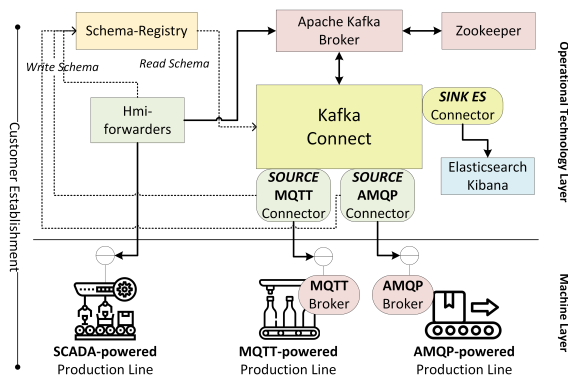 Schema-Registry
Apache Kafka
Broker
Zookeeper
Write Schema
Read Schema
Hmi-
forwarders
Kafka
Connect
SINK ES
Connector
Elasticsearch
Kibana
SOURCE
MQTT
Connector
SOURCE
AMQP
Connector
Customer Establishment
Operational Technology Layer
Machine Layer
MQTT
Broker
AMQP
Broker
SCADA-powered
Production Line
MQTT-powered
Production Line
AMQP-powered
Production Line